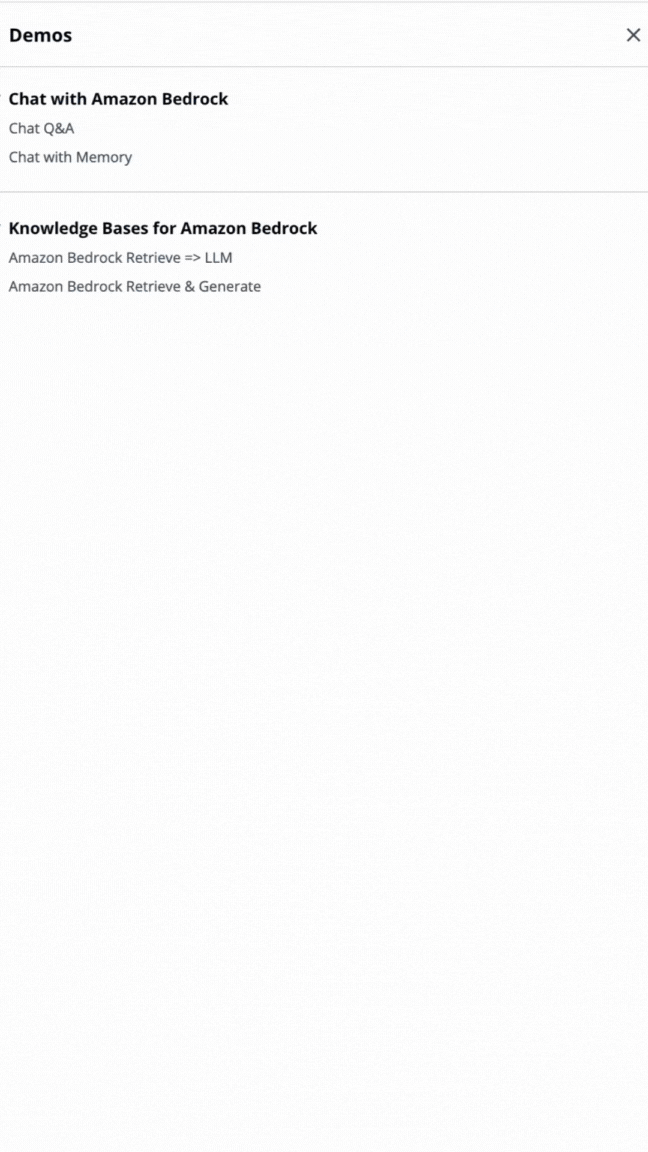 Demos
Chat with Amazon Bedrock
Chat Q&A
Chat with Memory
Knowledge Bases for Amazon Bedrock
Amazon Bedrock Retrieve => LLM
Amazon Bedrock Retrieve & Generate